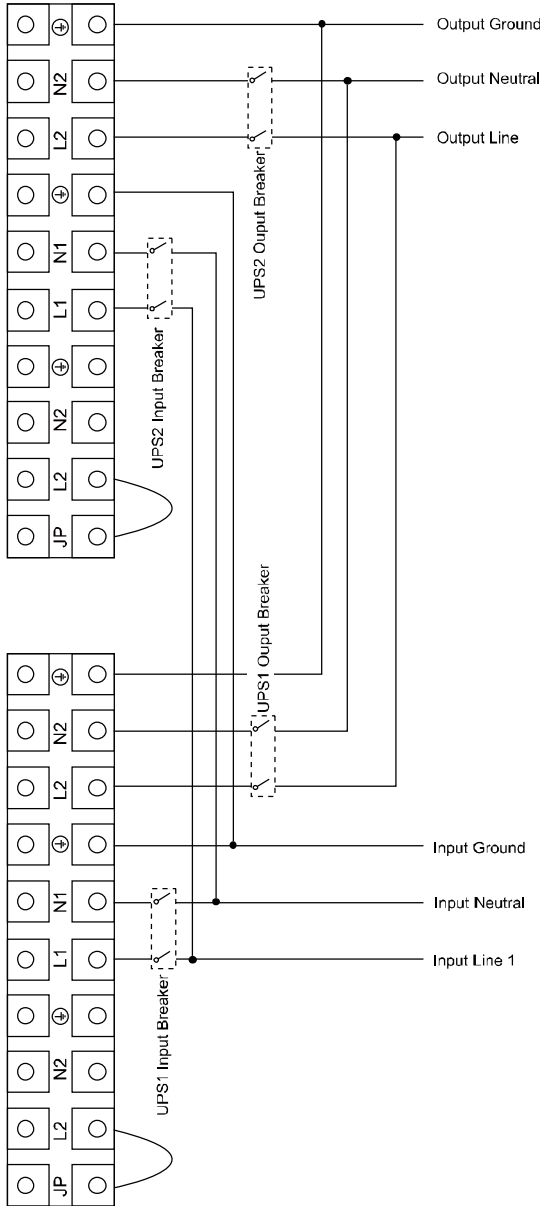 Output Ground
N2
Output Neutral
L2
Output Line
UPS2 Ouput Breaker
N1
L1
UPS2 Input Breaker
N2
L2
JP
UPS1 Ouput Breaker
N2
L2
Input Ground
N1
Input Neutral
L1
Input Line 1
UPS1 Input Breaker
N2
L2
JP